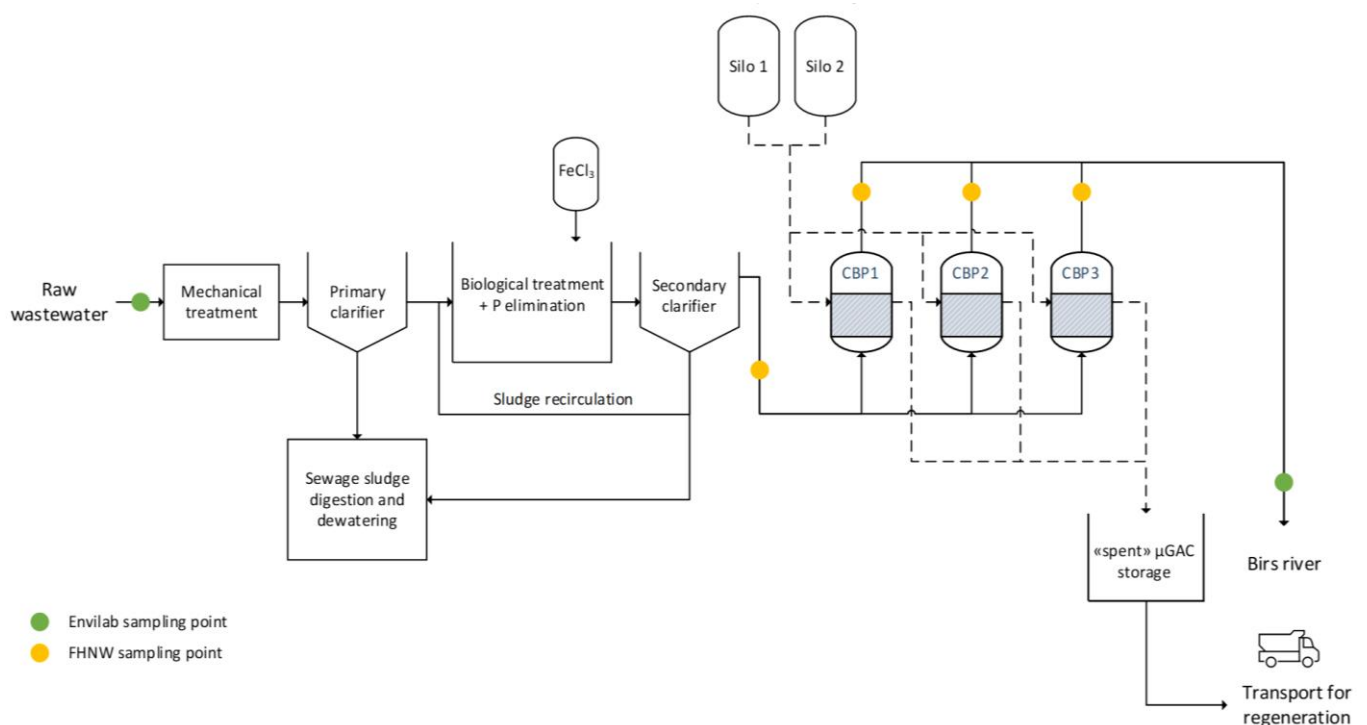 Silo 1
Silo 2
FeCl₃
Raw
wastewater
Mechanical
treatment
Primary
clarifier
Biological treatment
+ P elimination
Secondary
clarifier
CBP1
CBP2
CBP3
Sludge recirculation
Sewage sludge
digestion and
dewatering
«spent» µGAC
storage
Birs river
Envilab sampling point
FHNW sampling point
Transport for
regeneration